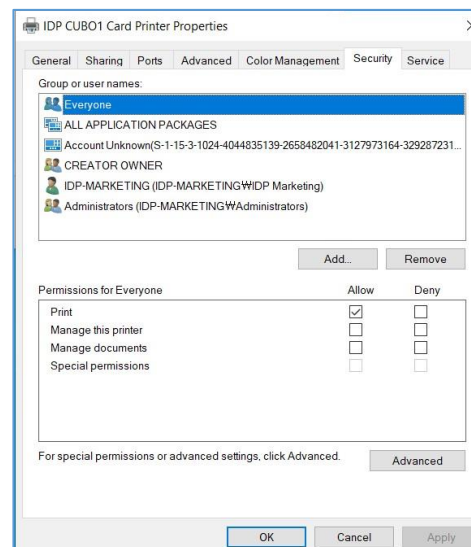 IDP CUBO1 Card Printer Properties
General Sharing Ports Advanced Color Management Security Service
Group or user names:
Everyone
ALL APPLICATION PACKAGES
Account Unknown(S-1-15-3-1024-4044835139-2658482041-3127973164-329287231...
CREATOR OWNER
IDP-MARKETING (IDP-MARKETING₩IDP Marketing)
Administrators (IDP-MARKETING₩Administrators)
Add... Remove
Permissions for Everyone Allow Deny
Print
Manage this printer
Manage documents
Special permissions
For special permissions or advanced settings, click Advanced.
Advanced
OK Cancel Apply